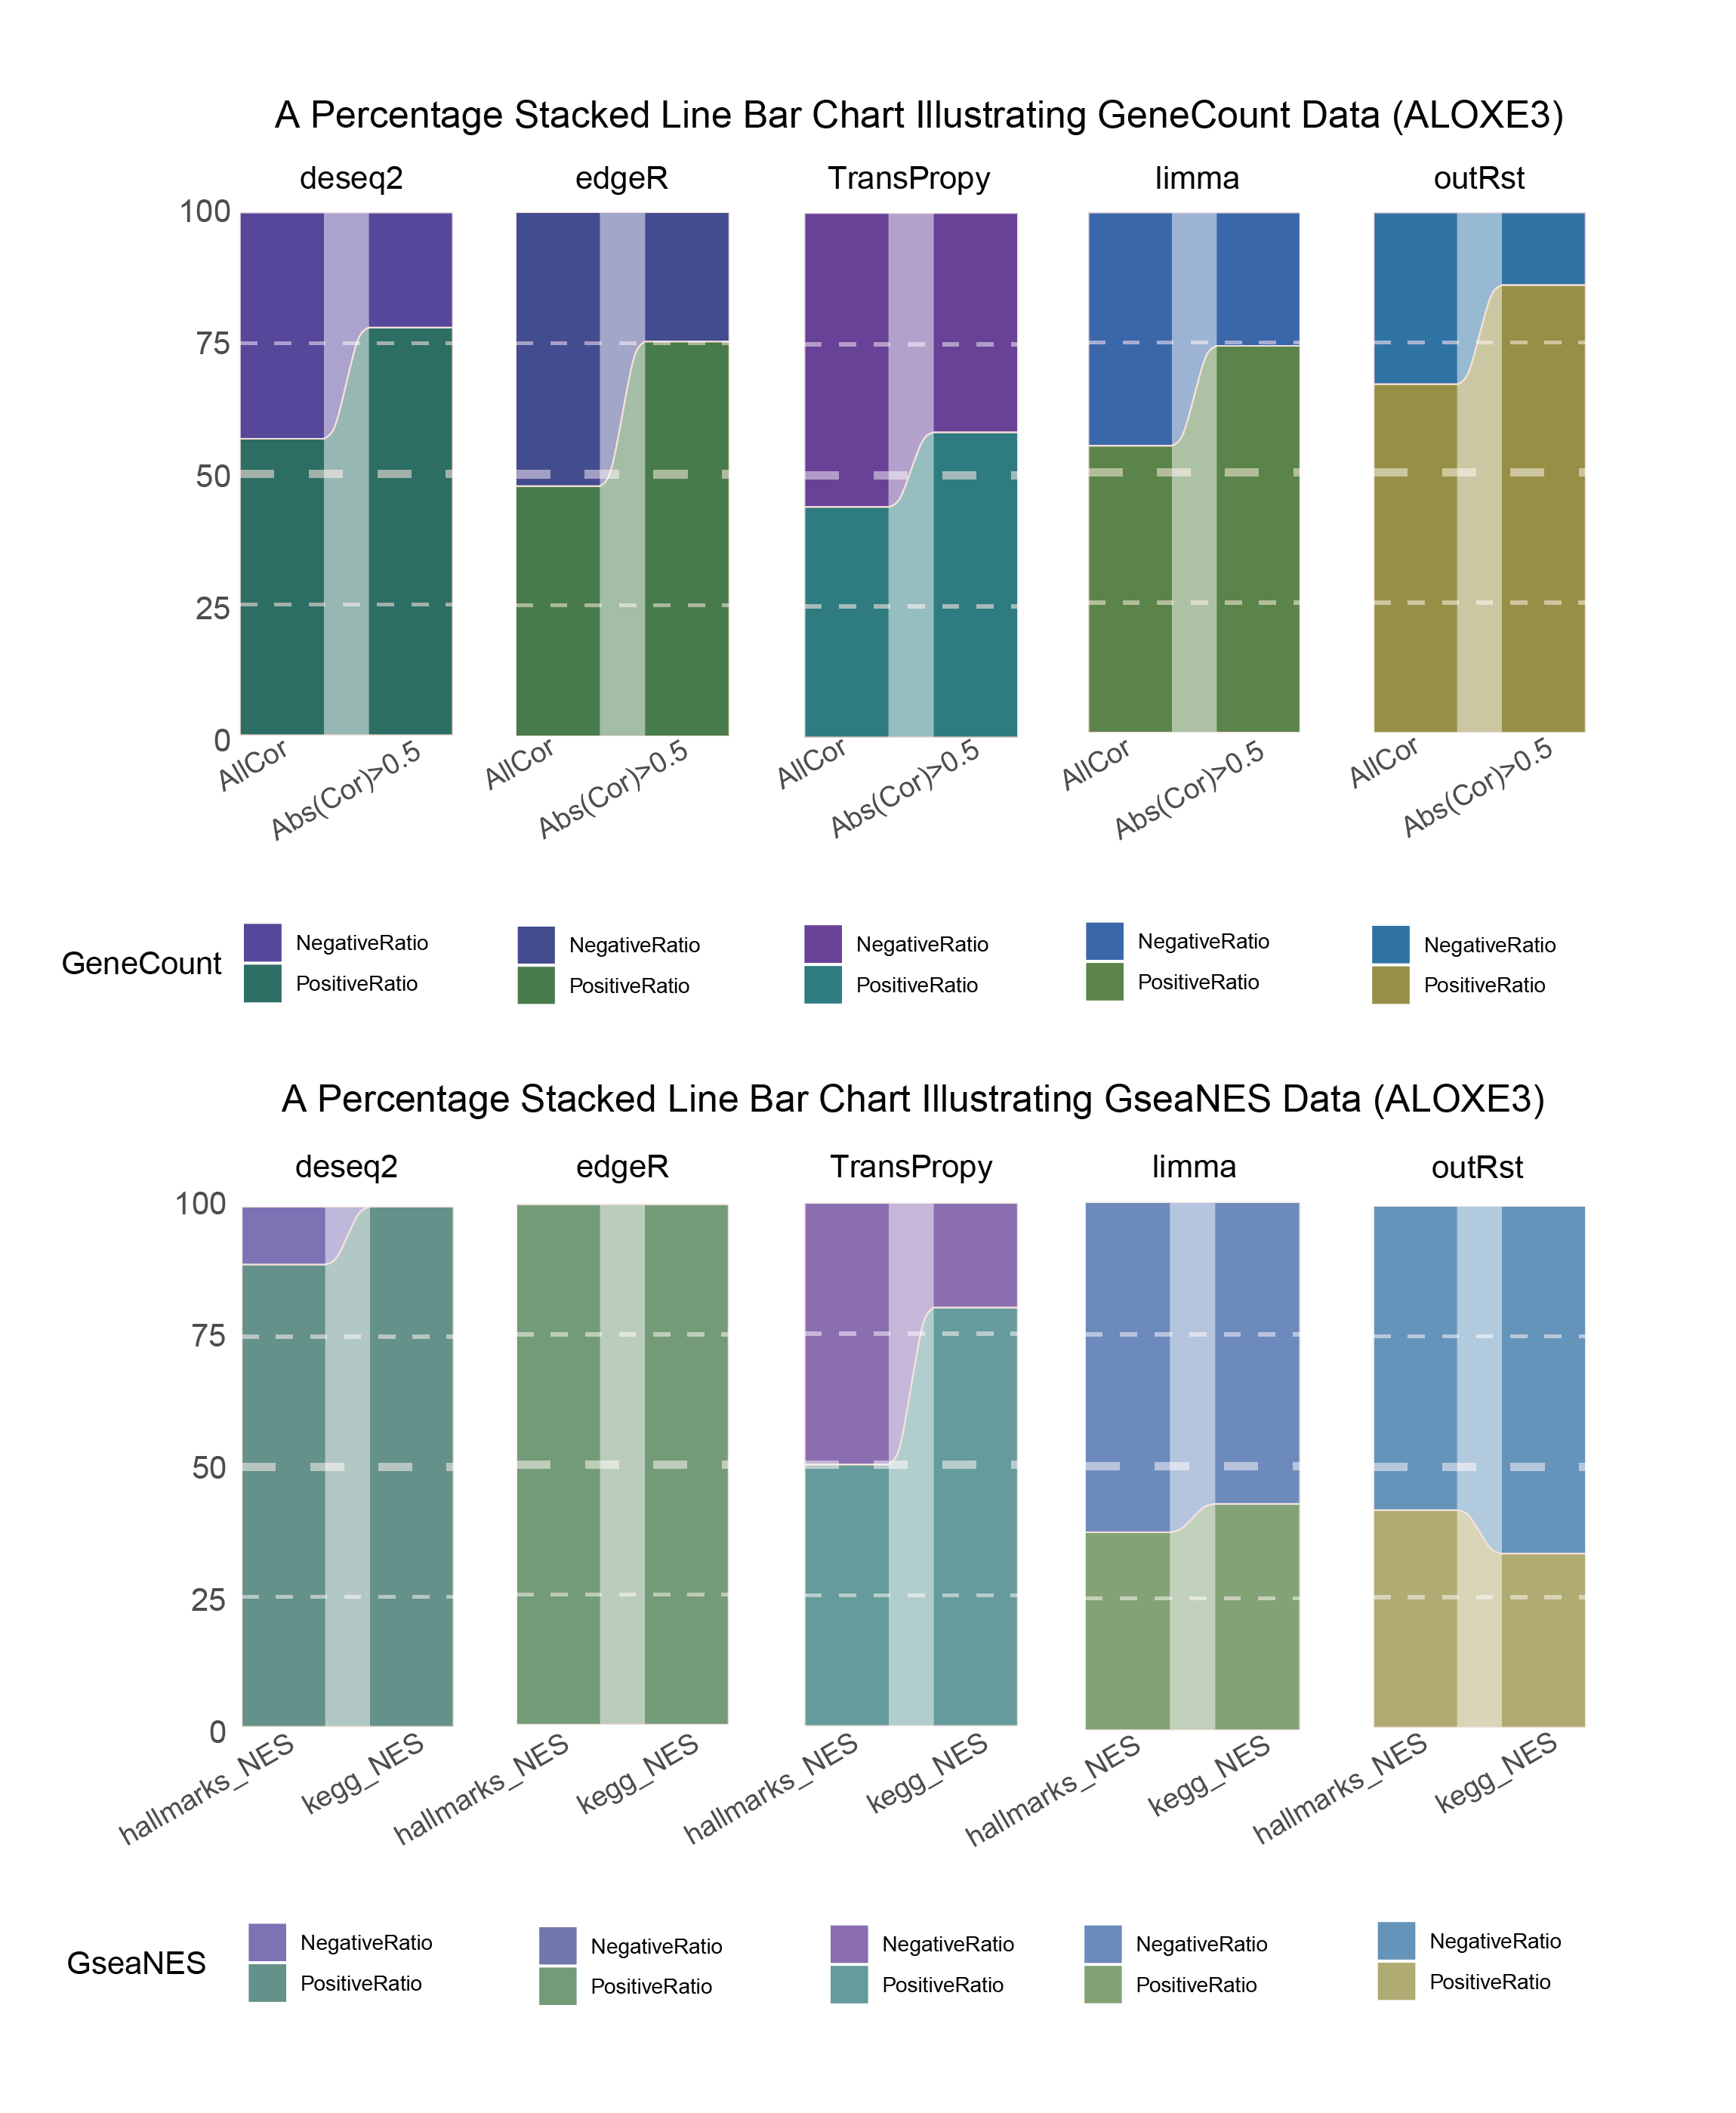 A Percentage Stacked Line Bar Chart Illustrating GeneCount Data (ALOXE3)
deseq2 edgeR TransPropy limma outRst
100
75
50
25
0
AllCor Abs(Cor)>0.5 AllCor Abs(Cor)>0.5 AllCor Abs(Cor)>0.5 AllCor Abs(Cor)>0.5 AllCor Abs(Cor)>0.5
GeneCount
NegativeRatio NegativeRatio NegativeRatio NegativeRatio NegativeRatio
PositiveRatio PositiveRatio PositiveRatio PositiveRatio PositiveRatio
A Percentage Stacked Line Bar Chart Illustrating GseaNES Data (ALOXE3)
deseq2 edgeR TransPropy limma outRst
100
75
50
25
0
hallmarks_NES kegg_NES hallmarks_NES kegg_NES hallmarks_NES kegg_NES hallmarks_NES kegg_NES hallmarks_NES kegg_NES
GseaNES
NegativeRatio NegativeRatio NegativeRatio NegativeRatio NegativeRatio
PositiveRatio PositiveRatio PositiveRatio PositiveRatio PositiveRatio